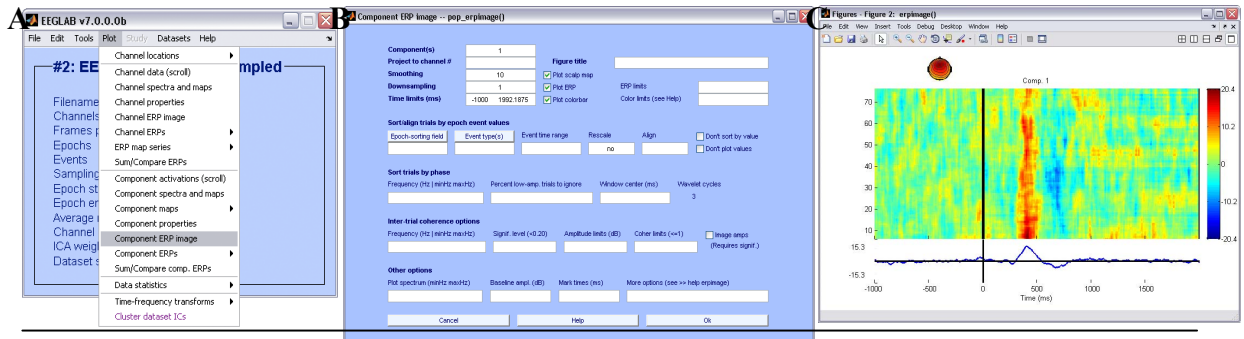 A
EEGLAB v7.0.0.0b
File Edit Tools Plot Study Datasets Help
#2: EE
mpled
Filename
Channels
Frames p
Epochs
Events
Sampling
Epoch st
Epoch en
Average r
Channel
ICA weigh
Dataset s
Channel locations
Channel data (scroll)
Channel spectra and maps
Channel properties
Channel ERP image
Channel ERPs
ERP map series
Sum/Compare ERPs
Component activations (scroll)
Component spectra and maps
Component maps
Component properties
Component ERP image
Component ERPs
Sum/Compare comp. ERPs
Data statistics
Time-frequency transforms
Cluster dataset ICs
B
Component ERP image -- pop_erpimage()
Component(s) 1
Project to channel # Figure title
Smoothing 10 Plot scalp map
Downsampling 1 Plot ERP ERP limits
Time limits (ms) -1000 1992.1875 Plot colorbar Color limits (see Help)
Sort/align trials by epoch event values
Epoch-sorting field Event type(s) Event time range Rescale Align Don't sort by value
no Don't plot values
Sort trials by phase
Frequency (Hz | minHz maxHz) Percent low-amp. trials to ignore Window center (ms) Wavelet cycles
3
Inter-trial coherence options
Frequency (Hz | minHz maxHz) Signif. level (<0.20) Amplitude limits (dB) Coher limits (<=1) Image amps
(Requires signif.)
Other options
Plot spectrum (minHz maxHz) Baseline ampl. (dB) Mark times (ms) More options (see >> help erpimage)
Cancel Help Ok
C
Figures - Figure 2: erpimage()
File Edit View Insert Tools Debug Desktop Window Help
Comp. 1
70
60
50
40
30
20
10
20.4
10.2
0
-10.2
-20.4
15.3
-15.3
-1000 -500 0 500 1000 1500
Time (ms)